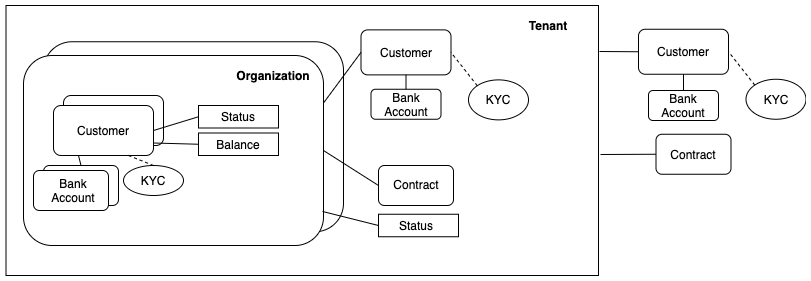 Tenant
Organization
Customer
Status
Balance
Bank
Account
KYC
Customer
Bank
Account
KYC
Contract
Status
Customer
Bank
Account
KYC
Contract